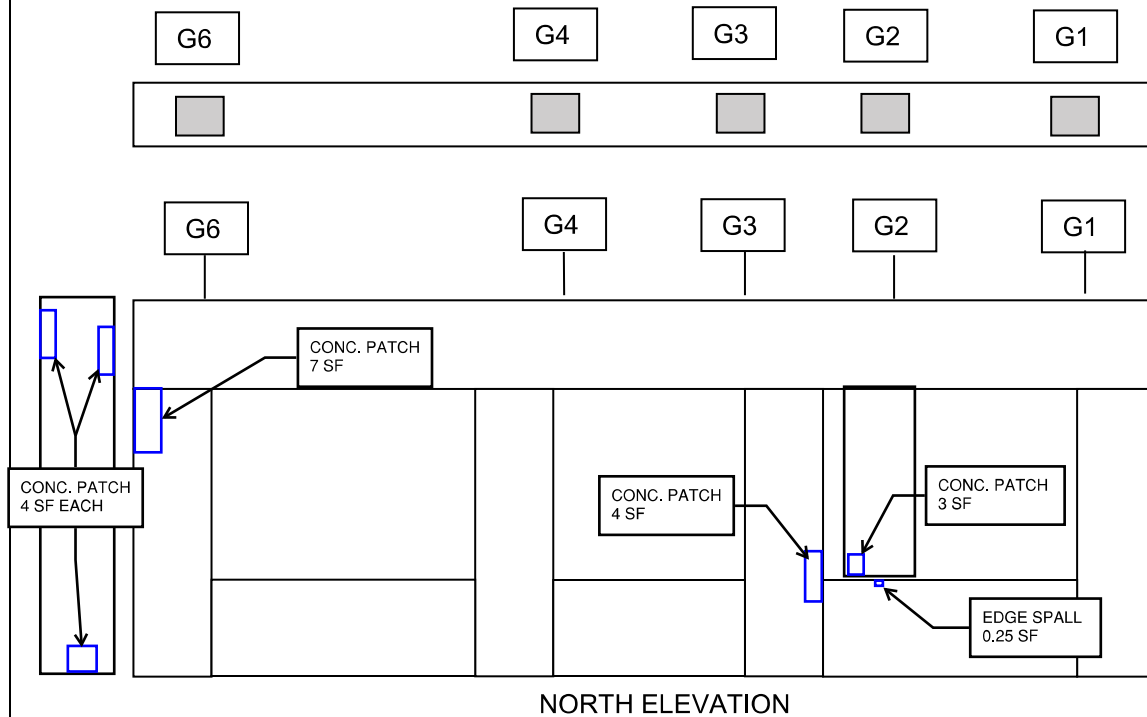 G6
G4
G3
G2
G1
G6
G4
G3
G2
G1
CONC. PATCH
7 SF
CONC. PATCH
4 SF EACH
CONC. PATCH
4 SF
CONC. PATCH
3 SF
EDGE SPALL
0.25 SF
NORTH ELEVATION